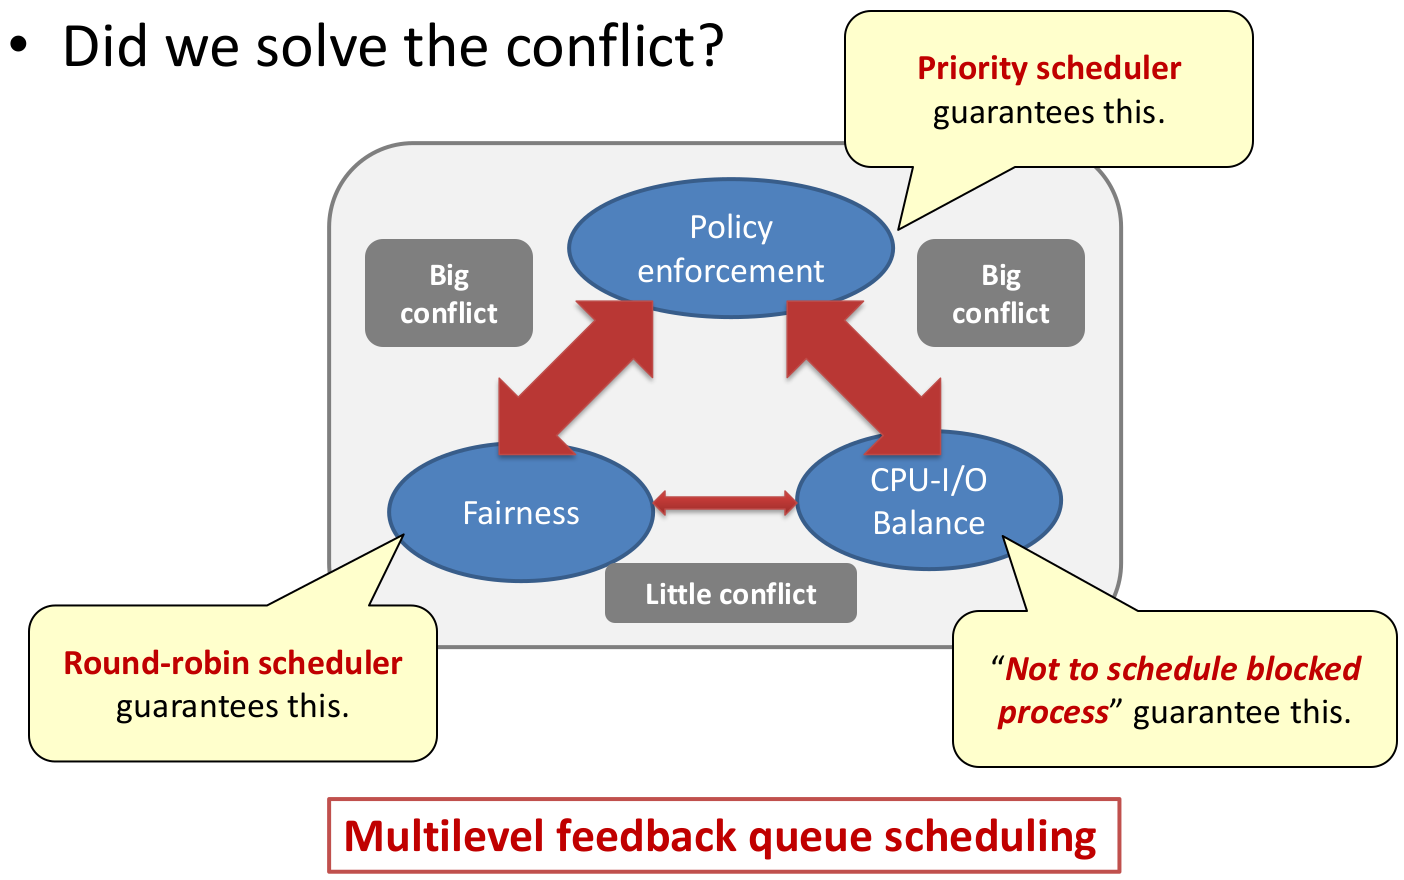 • Did we solve the conflict?
Priority scheduler
guarantees this.
Policy
enforcement
Big
conflict
Big
conflict
Fairness
CPU-I/O
Balance
Little conflict
Round-robin scheduler
guarantees this.
“Not to schedule blocked
process” guarantee this.
Multilevel feedback queue scheduling